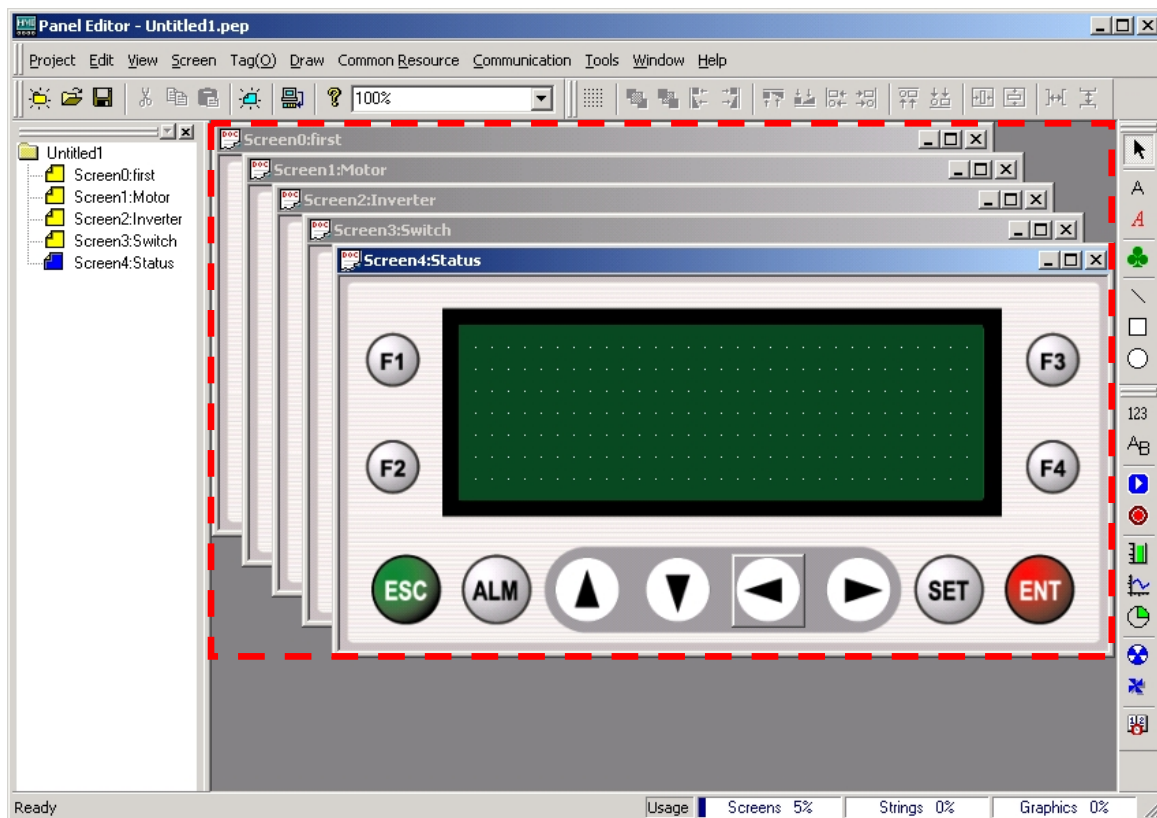 Panel Editor - Untitled1.pep
Project Edit View Screen Tag(O) Draw Common Resource Communication Tools Window Help
100%
Untitled1
Screen0:first
Screen1:Motor
Screen2:Inverter
Screen3:Switch
Screen4:Status
Screen0:first
Screen1:Motor
Screen2:Inverter
Screen3:Switch
Screen4:Status
F1
F3
F2
F4
ESC ALM SET ENT
A
A
123
AB
Ready
Usage Screens 5% Strings 0% Graphics 0%